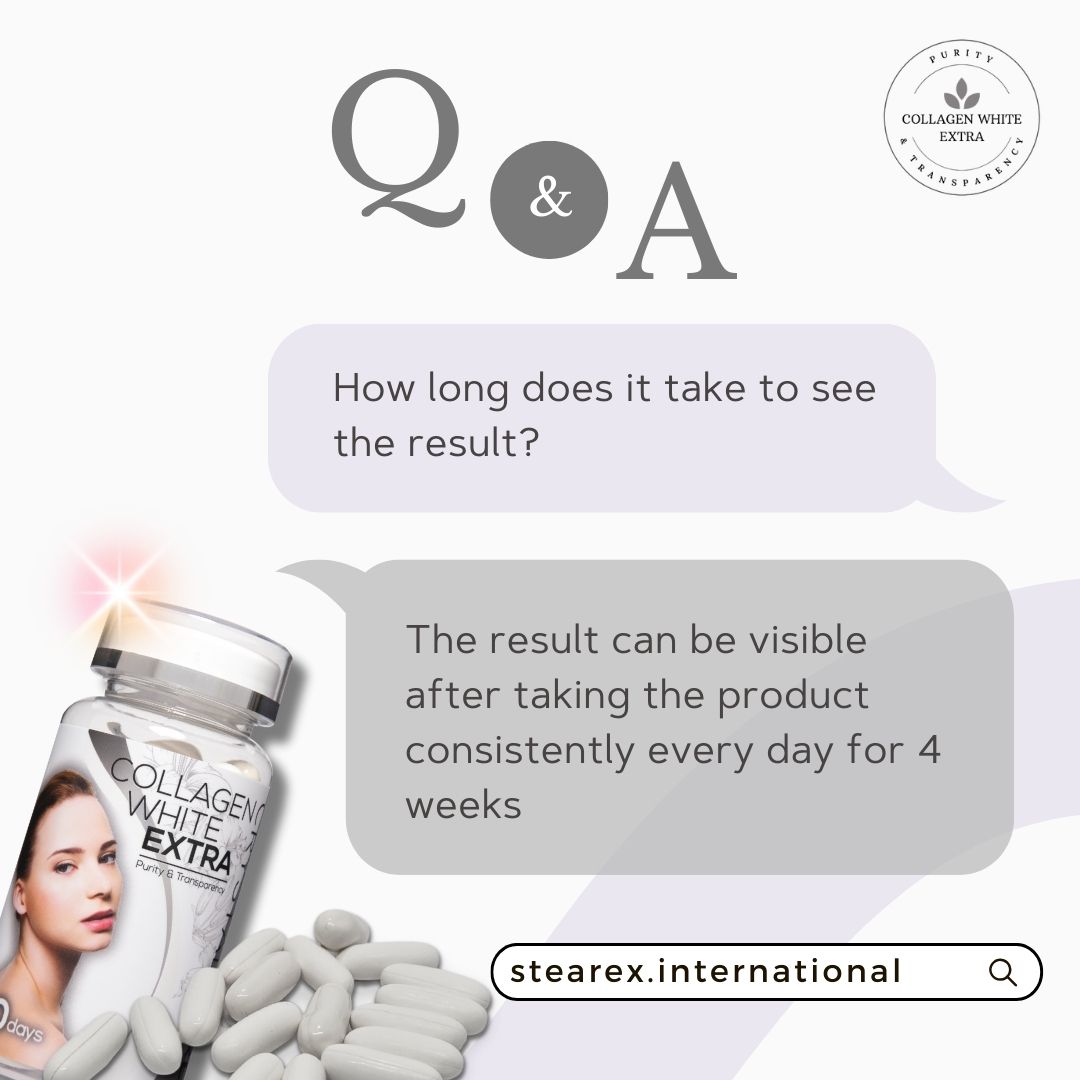 Q & A
PURITY
COLLAGEN WHITE
EXTRA
& TRANSPARENCY
How long does it take to see
the result?
The result can be visible
after taking the product
consistently every day for 4
weeks
COLLAGEN
WHITE
EXTRA
Purity & Transparency
days
stearex.international